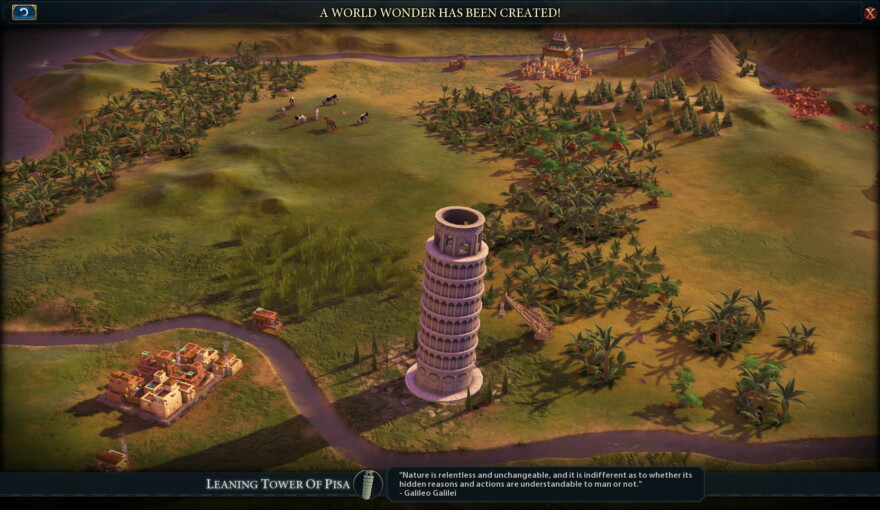 A WORLD WONDER HAS BEEN CREATED!
LEANING TOWER OF PISA
"Nature is relentless and unchangeable, and it is indifferent as to whether its
hidden reasons and actions are understandable to man or not."
- Galileo Galilei